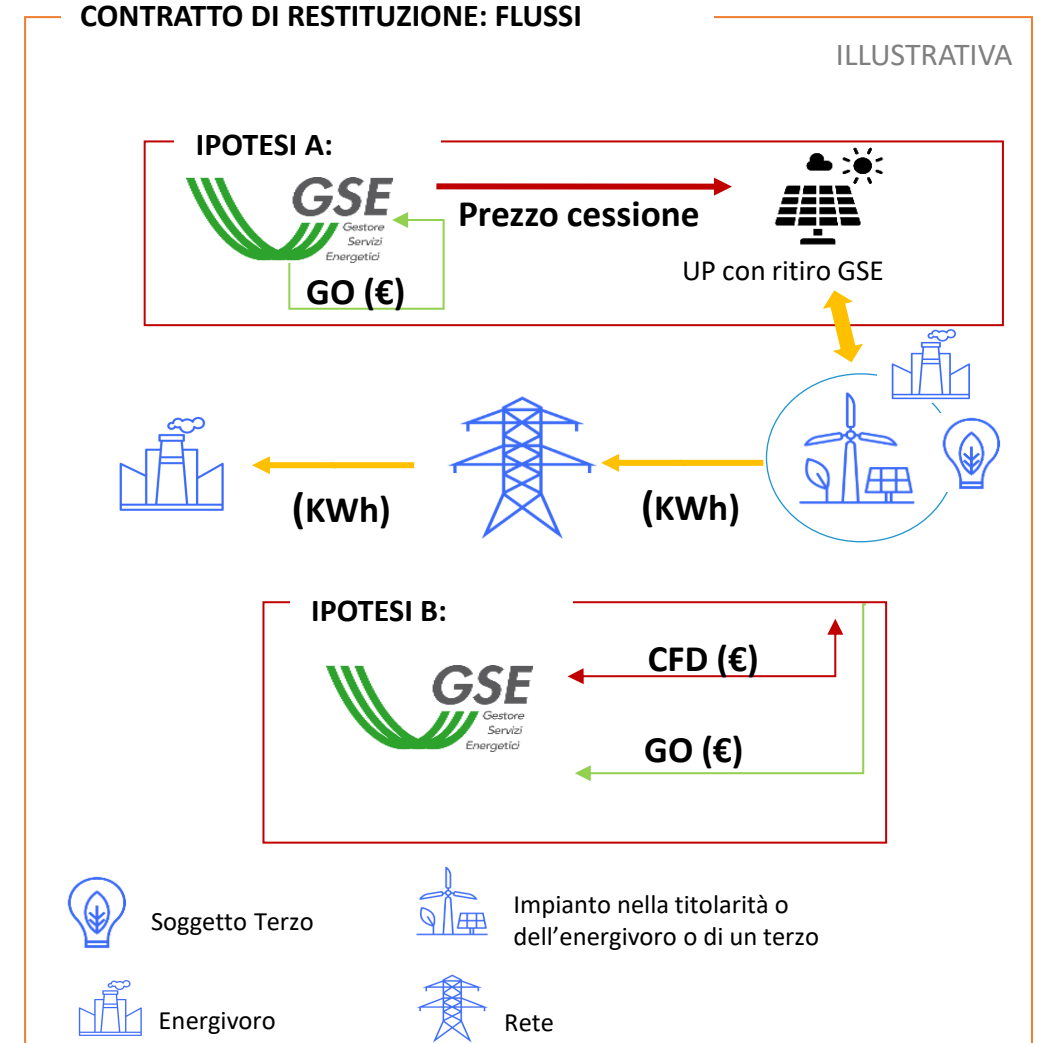 CONTRATTO DI RESTITUZIONE: FLUSSI
ILLUSTRATIVA
IPOTESI A:
GSE
Gestore
Servizi
Energetici
GO (€)
Prezzo cessione
UP con ritiro GSE
(KWh)
(KWh)
IPOTESI B:
GSE
Gestore
Servizi
Energetici
CFD (€)
GO (€)
Soggetto Terzo
Impianto nella titolarità o
dell’energivoro o di un terzo
Energivoro
Rete